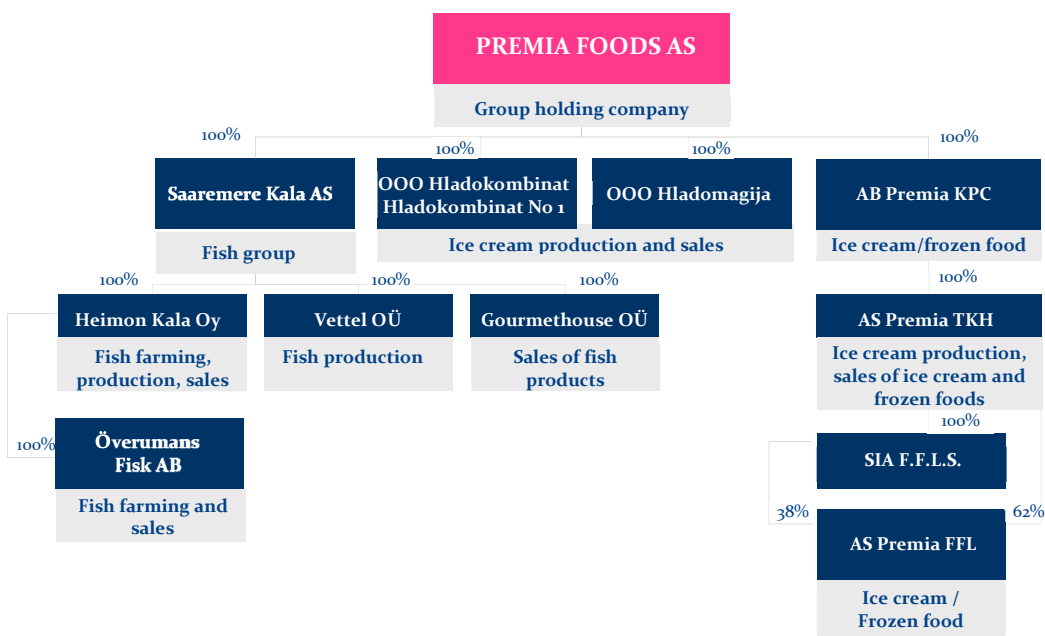 PREMIA FOODS AS
Group holding company
100%
100%
100%
100%
Saaremere Kala AS
OOO Hladokombinat
Hladokombinat No 1
OOO Hladomagija
AB Premia KPC
Fish group
Ice cream production and sales
Ice cream/frozen food
100%
100%
100%
100%
Heimon Kala Oy
Vettel OÜ
Gourmethouse OÜ
AS Premia TKH
Fish farming,
production, sales
Fish production
Sales of fish
products
Ice cream production,
sales of ice cream and
frozen foods
100%
100%
Överumans
Fisk AB
SIA F.F.L.S.
Fish farming and
sales
38%
62%
AS Premia FFL
Ice cream /
Frozen food